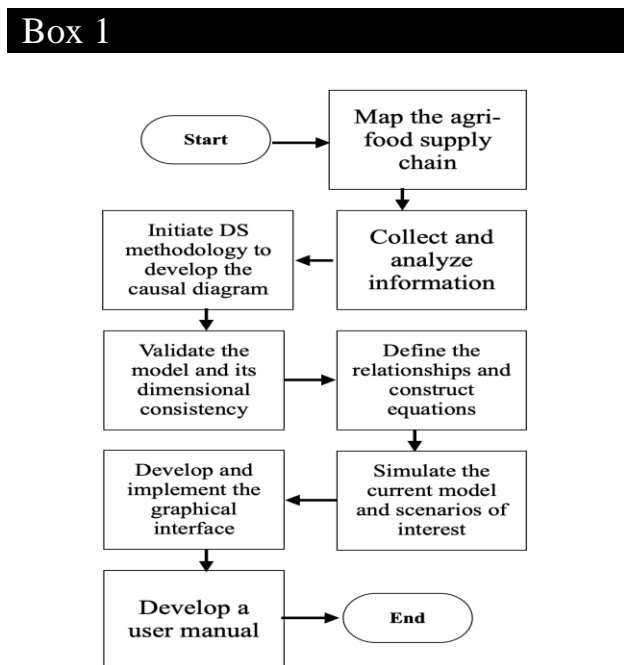 Box 1
Start
Map the agri-
food supply
chain
Collect and
analyze
information
Initiate DS
methodology to
develop the
causal diagram
Validate the
model and its
dimensional
consistency
Define the
relationships and
construct
equations
Simulate the
current model
and scenarios of
interest
Develop and
implement the
graphical
interface
Develop a
user manual
End